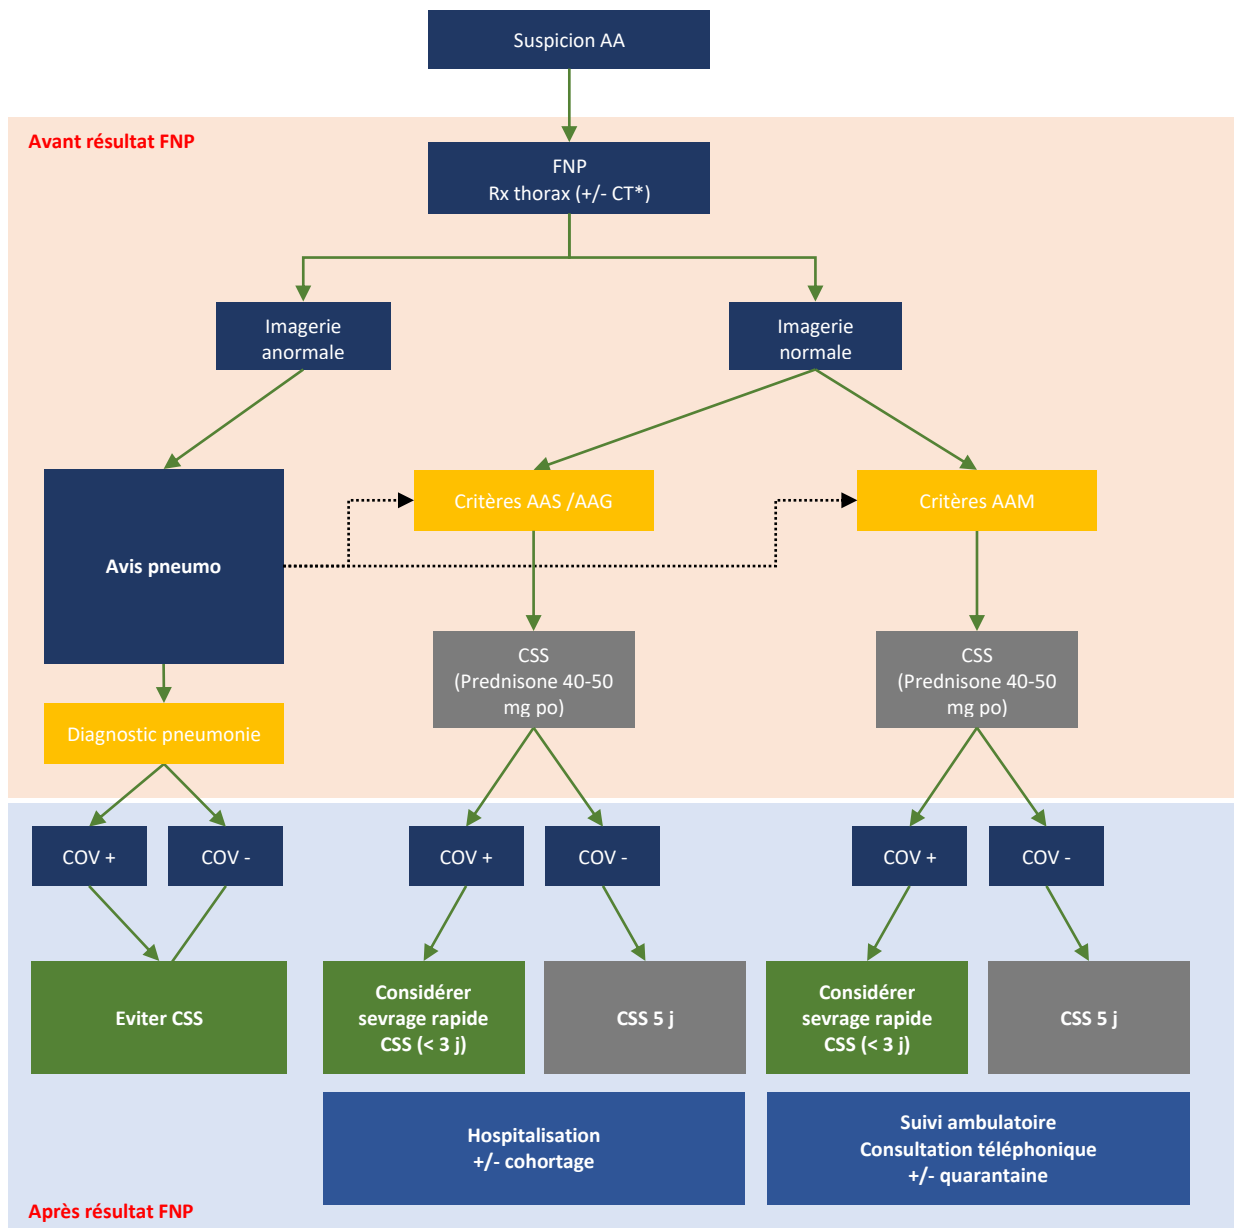 Suspicion AA
Avant résultat FNP
FNP
Rx thorax (+/- CT*)
Imagerie
anormale
Imagerie
normale
Avis pneumo
Critères AAS /AAG
Critères AAM
CSS
(Prednisone 40-50
mg po)
CSS
(Prednisone 40-50
mg po)
Diagnostic pneumonie
COV +
COV -
COV +
COV -
COV +
COV -
Eviter CSS
Considérer
sevrage rapide
CSS (< 3 j)
CSS 5 j
Considérer
sevrage rapide
CSS (< 3 j)
CSS 5 j
Hospitalisation
+/- cohortage
Suivi ambulatoire
Consultation téléphonique
+/- quarantaine
Après résultat FNP